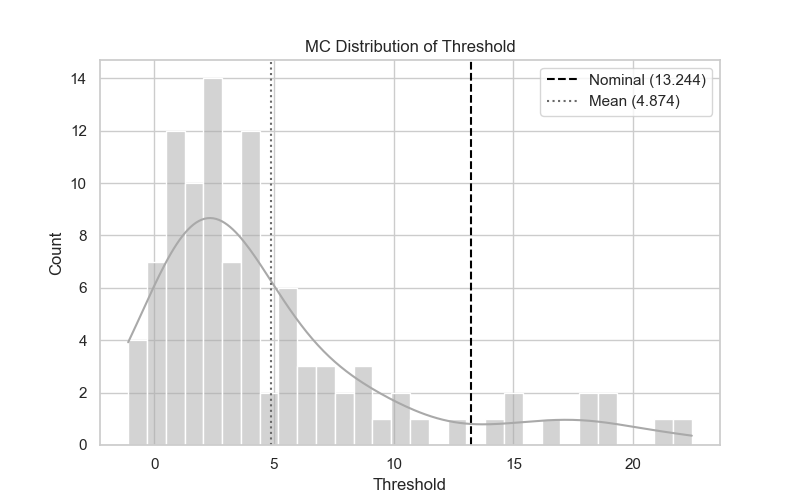 MC Distribution of Threshold
Nominal (13.244)
Mean (4.874)
14
12
10
8
6
4
2
0
Count
0 5 10 15 20
Threshold